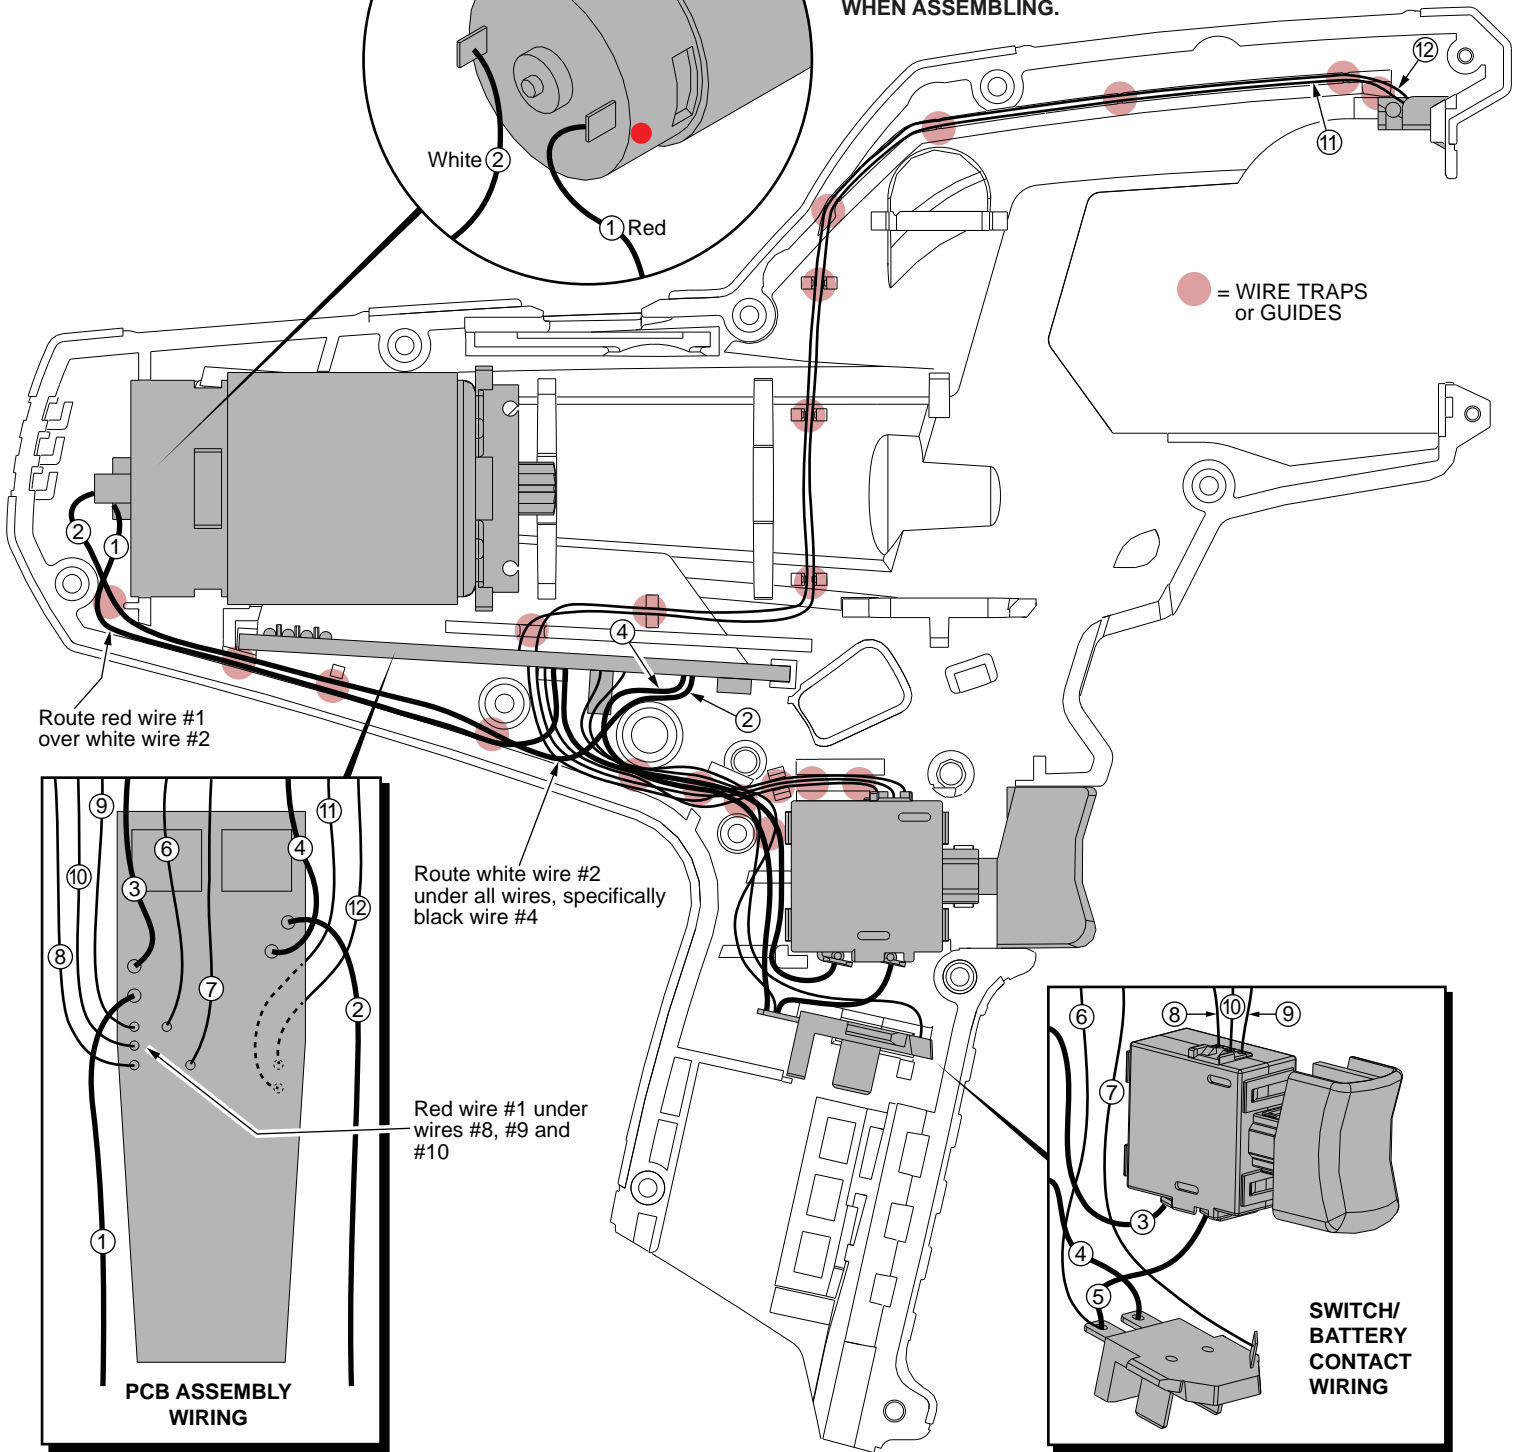 WHEN ASSEMBLING.
12
11
White 2
1 Red
= WIRE TRAPS
or GUIDES
2
1
4
2
Route red wire #1
over white wire #2
Route white wire #2
under all wires, specifically
black wire #4
Red wire #1 under
wires #8, #9 and
#10
9
11
6
4
10
3
12
8
7
2
1
PCB ASSEMBLY
WIRING
6
8
10
9
7
3
4
5
SWITCH/
BATTERY
CONTACT
WIRING